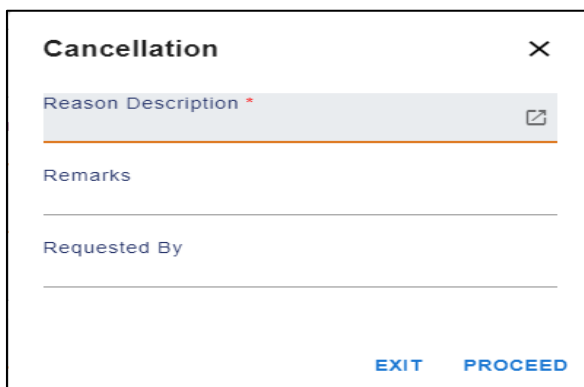 Cancellation
Reason Description *
Remarks
Requested By
EXIT PROCEED